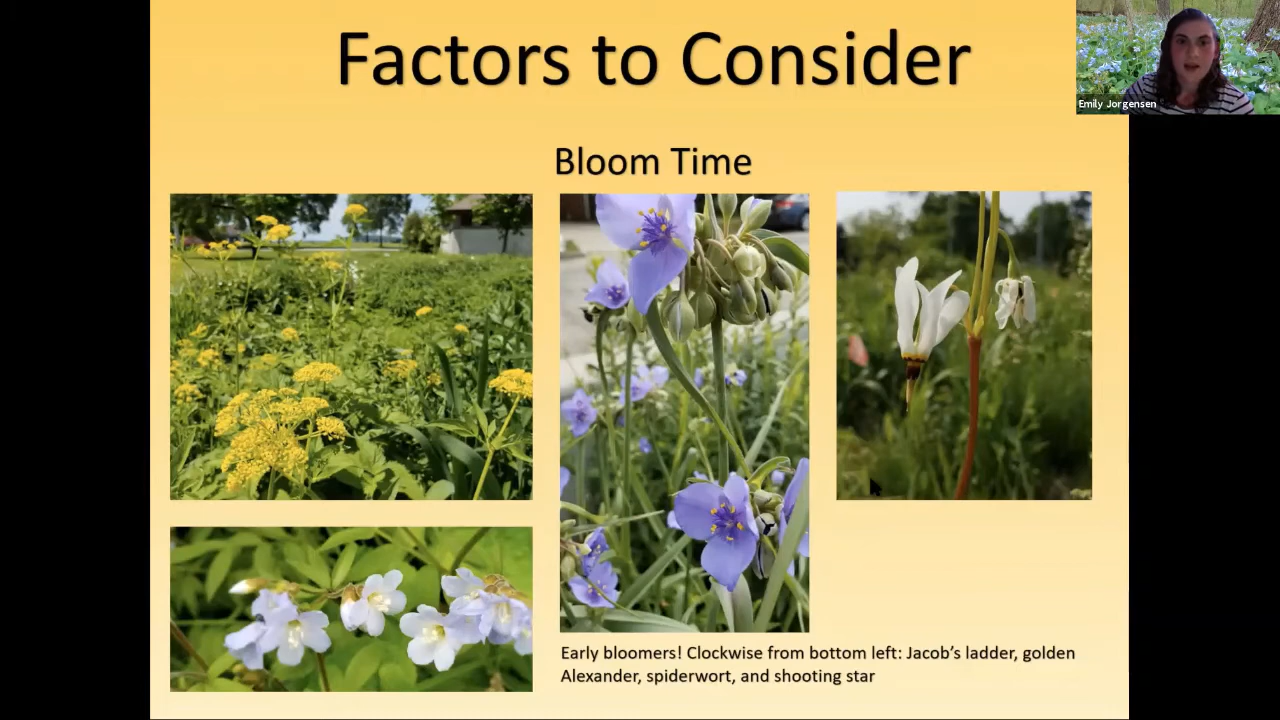 Factors to Consider
Emily Jorgensen
Bloom Time
Early bloomers! Clockwise from bottom left: Jacob’s ladder, golden
Alexander, spiderwort, and shooting star